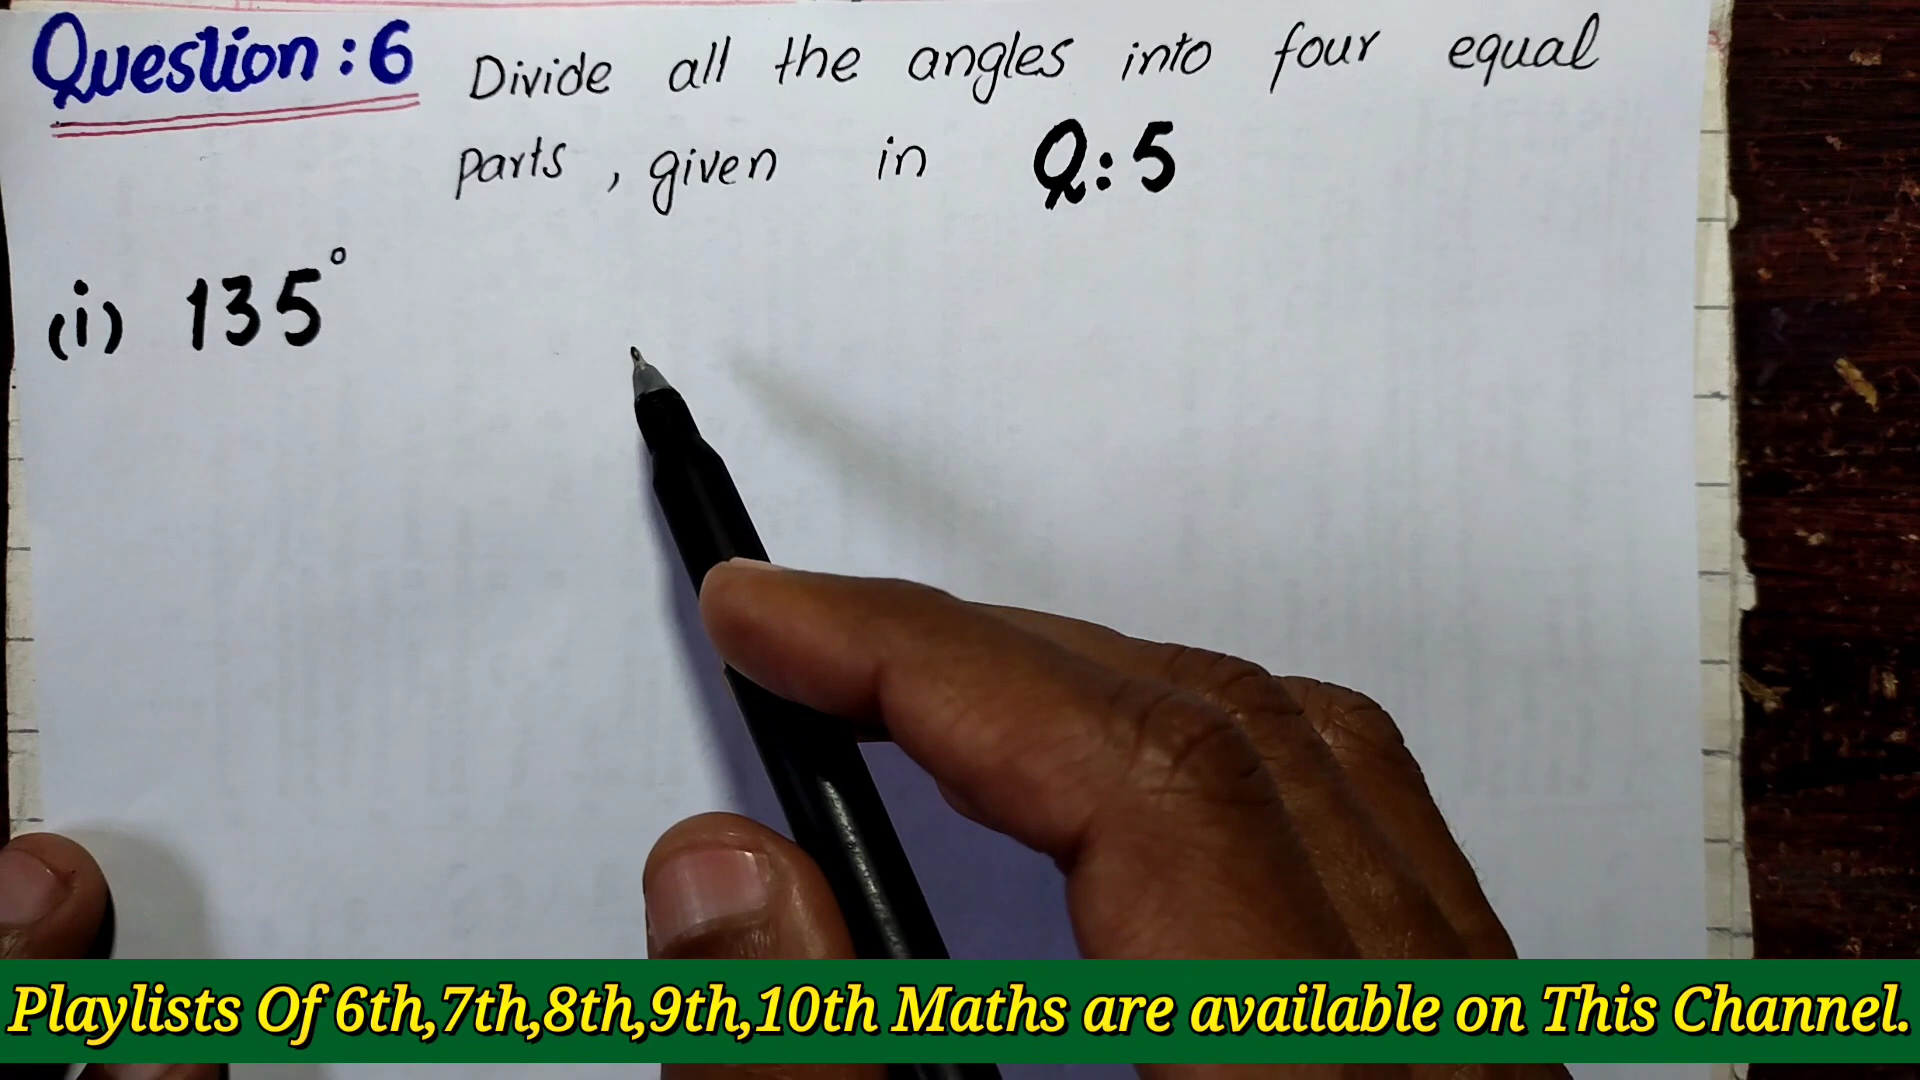 Question:6 Divide all the angles into four equal
parts, given in Q:5
(i) 135°
Playlists Of 6th,7th,8th,9th,10th Maths are available on This Channel.